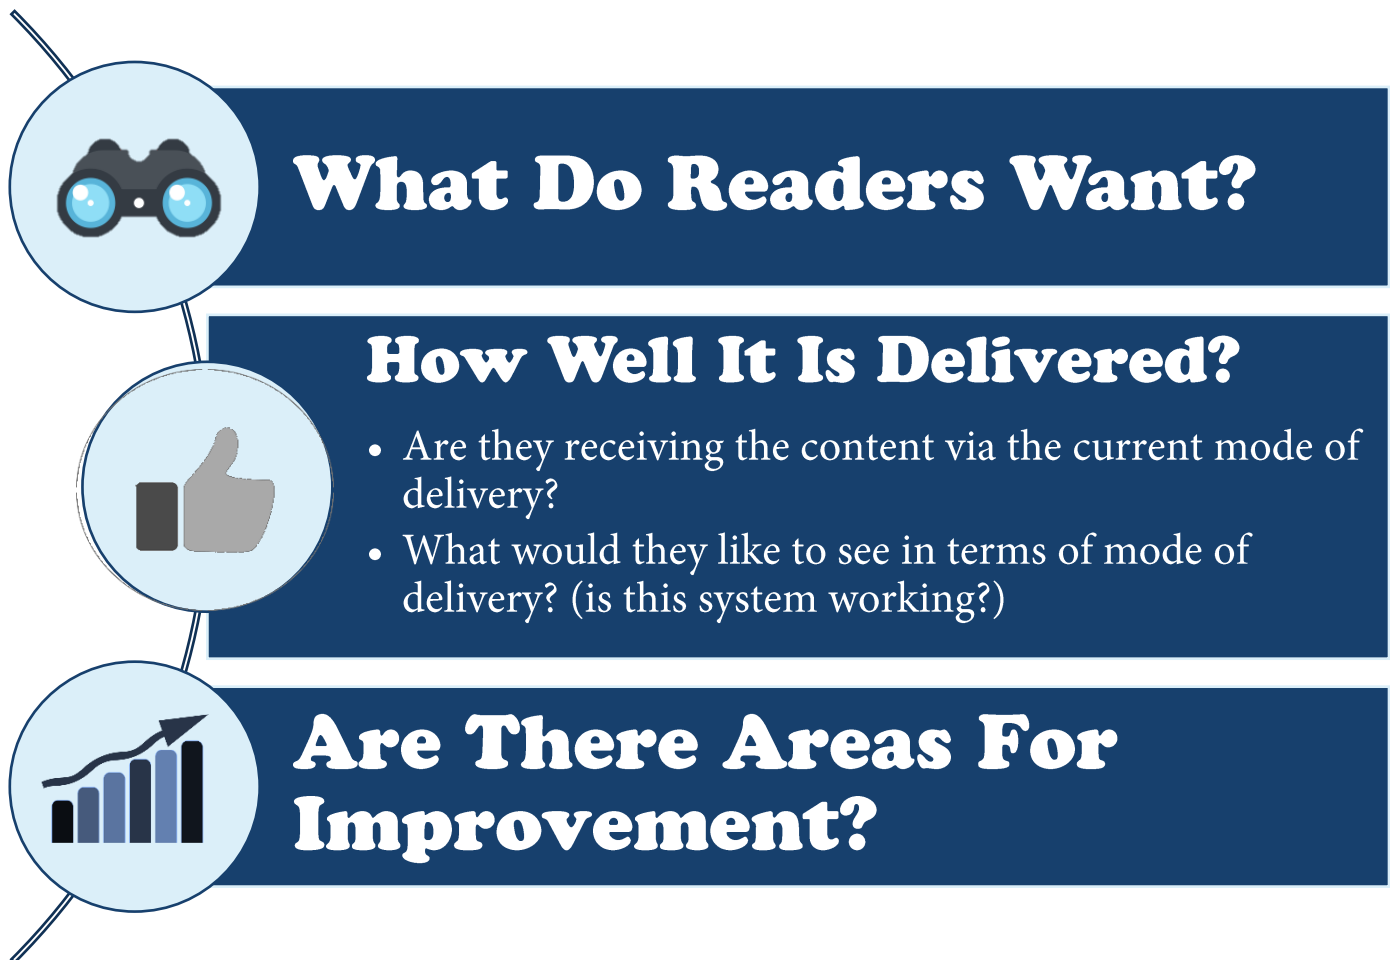 What Do Readers Want?
How Well It Is Delivered?
• Are they receiving the content via the current mode of
delivery?
• What would they like to see in terms of mode of
delivery? (is this system working?)
Are There Areas For
Improvement?